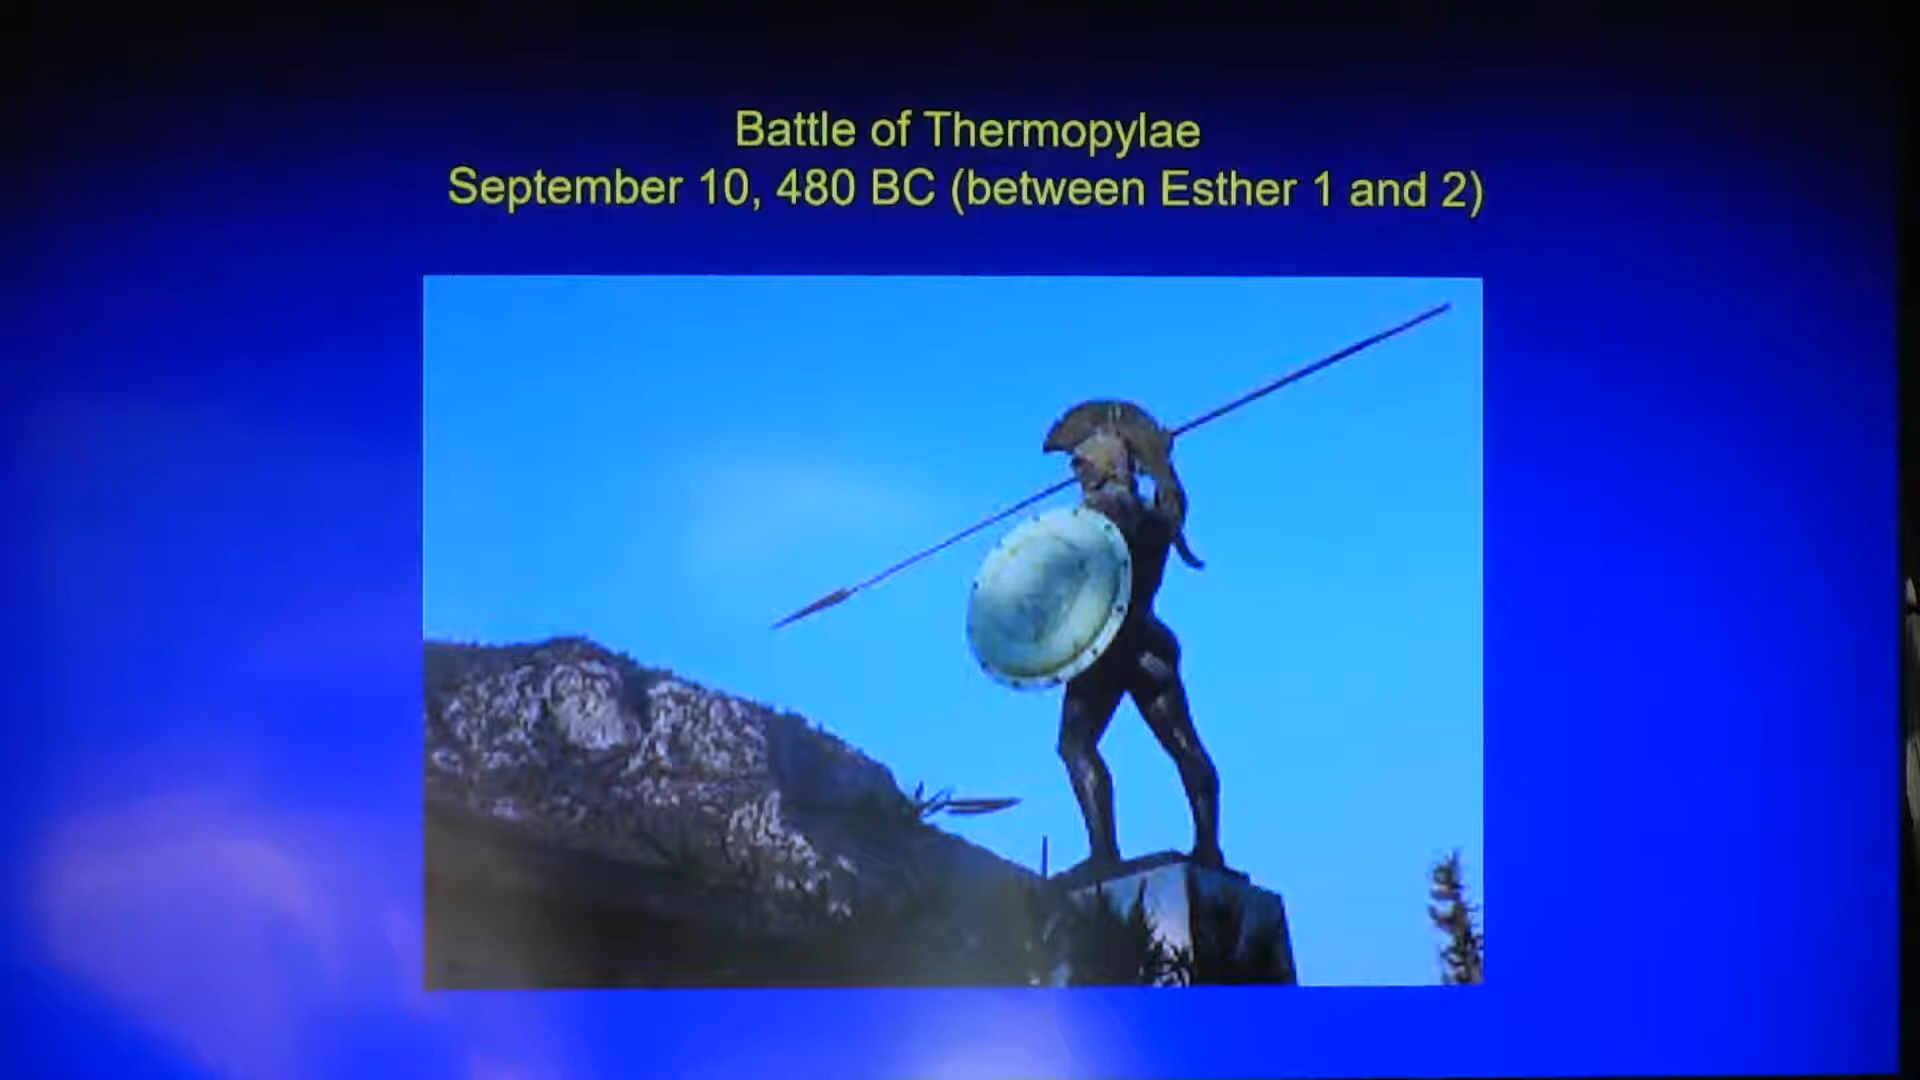 Battle of Thermopylae
September 10, 480 BC (between Esther 1 and 2)